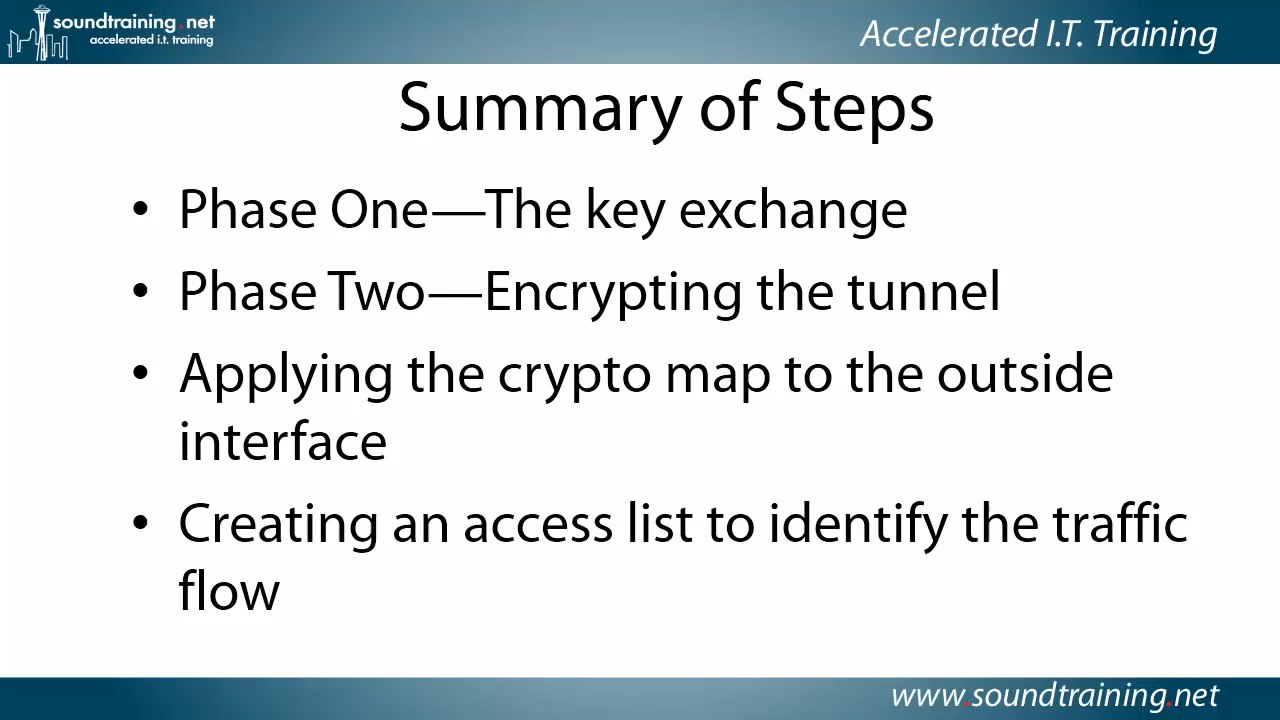 soundtraining.net
accelerated i.t. training
Accelerated I.T. Training
Summary of Steps
• Phase One—The key exchange
• Phase Two—Encrypting the tunnel
• Applying the crypto map to the outside
interface
• Creating an access list to identify the traffic
flow
www.soundtraining.net